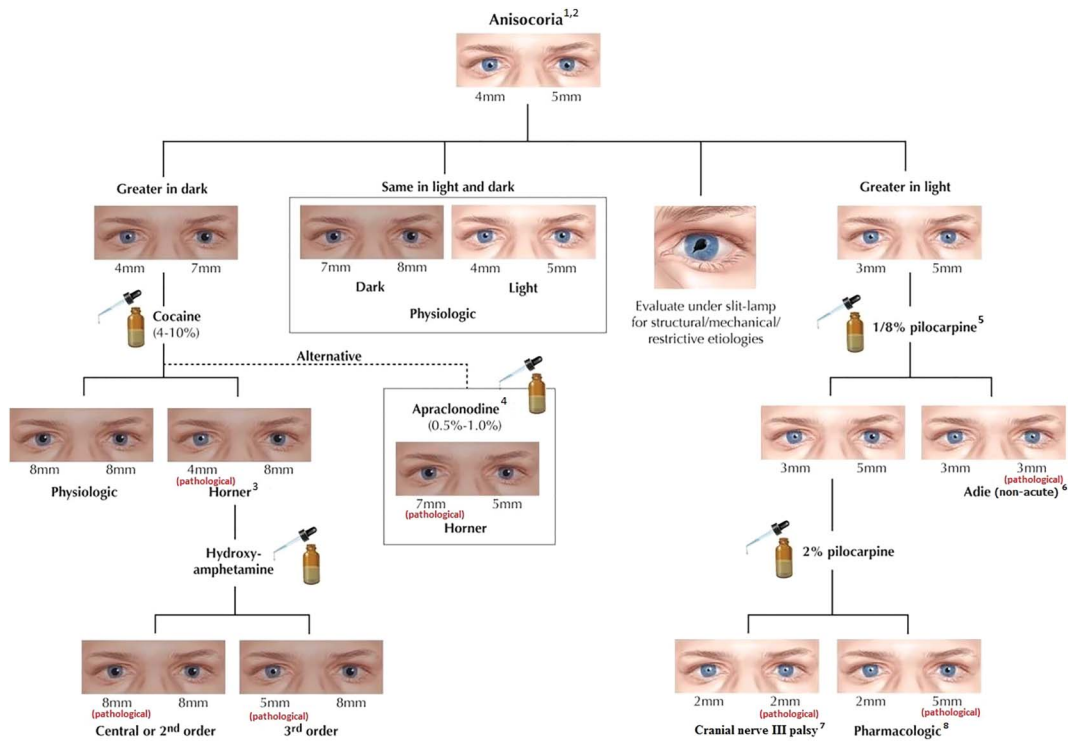 Anisocoria1,2
4mm 5mm
Greater in dark
4mm 7mm
Cocaine
(4-10%)
Alternative
Same in light and dark
7mm 8mm
Dark
4mm 5mm
Light
Physiologic
Evaluate under slit-lamp
for structural/mechanical/
restrictive etiologies
Greater in light
3mm 5mm
1/8% pilocarpine5
8mm 8mm
Physiologic
4mm 8mm
(pathological)
Horner3
Apraclonodine4
(0.5%-1.0%)
7mm 5mm
(pathological)
Horner
3mm 5mm
3mm 3mm
(pathological)
Adie (non-acute)6
Hydroxy-
amphetamine
2% pilocarpine
8mm 8mm
(pathological)
Central or 2nd order
5mm 8mm
(pathological)
3rd order
2mm 2mm
(pathological)
Cranial nerve III palsy7
2mm 5mm
(pathological)
Pharmacologic8